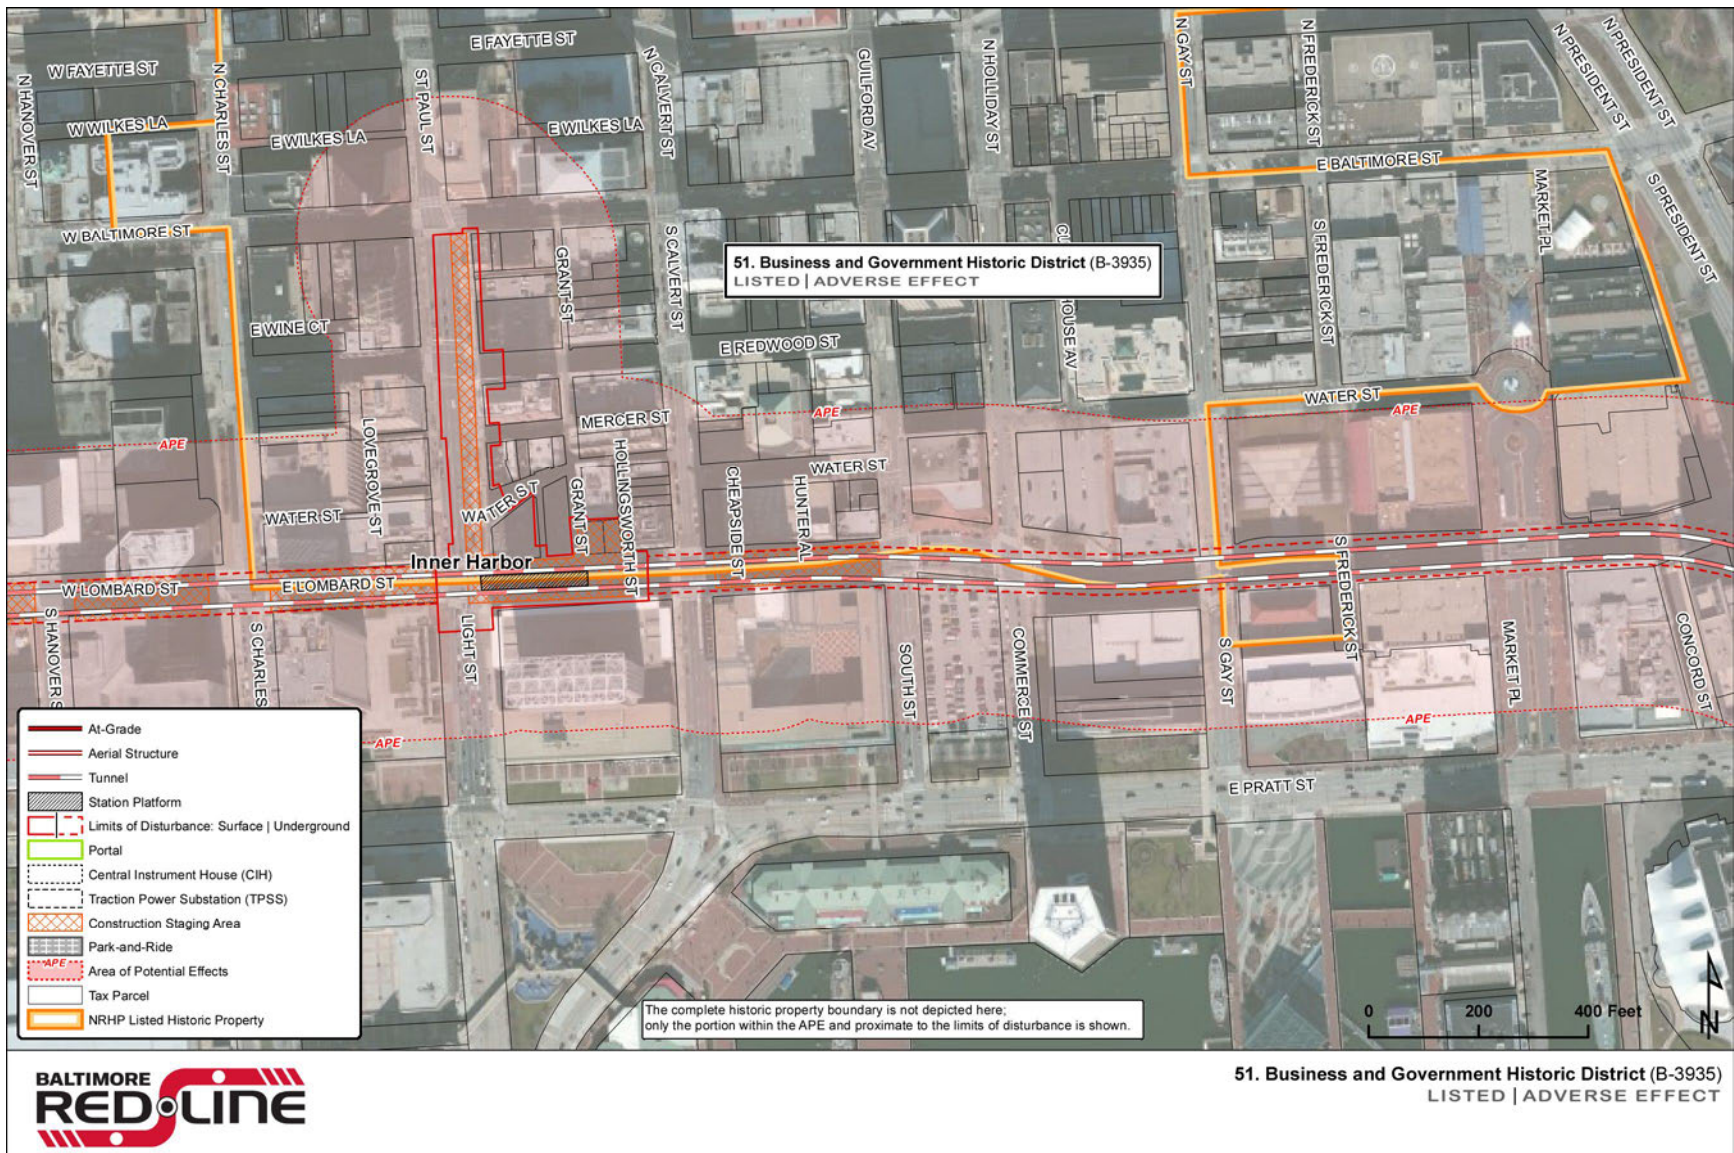 E FAYETTE ST
W FAYETTE ST
N HANOVER ST
N CHARLES ST
ST PAUL ST
N CALVERT ST
GUILFORD AV
N HOLLIDAY ST
N GAY ST
N FREDERICK ST
N PRESIDENT ST
N PRESIDENT ST
W WILKES LA
E WILKES LA
E WILKES LA
E BALTIMORE ST
W BALTIMORE ST
MARKET PL
S PRESIDENT ST
GRANT ST
S CALVERT ST
S FREDERICK ST
51. Business and Government Historic District (B-3935)
LISTED | ADVERSE EFFECT
HOUSE AV
E WINE CT
E REDWOOD ST
WATER ST
APE
APE
APE
MERCER ST
LOVEGROVE ST
HOLLINGSWORTH ST
WATER ST
WATER ST
WATER ST
GRANT ST
CHEAPSIDE ST
HUNTER AL
Inner Harbor
W LOMBARD ST
E LOMBARD ST
S FREDERICK ST
S HANOVER S
S CHARLES
LIGHT ST
SOUTH ST
COMMERCE ST
S GAY ST
MARKET PL
CONCORD ST
APE
APE
E PRATT ST
At-Grade
Aerial Structure
Tunnel
Station Platform
Limits of Disturbance: Surface | Underground
Portal
Central Instrument House (CIH)
Traction Power Substation (TPSS)
Construction Staging Area
Park-and-Ride
APE
Area of Potential Effects
Tax Parcel
NRHP Listed Historic Property
The complete historic property boundary is not depicted here;
only the portion within the APE and proximate to the limits of disturbance is shown.
0 200 400 Feet
N
BALTIMORE
RED LINE
51. Business and Government Historic District (B-3935)
LISTED | ADVERSE EFFECT